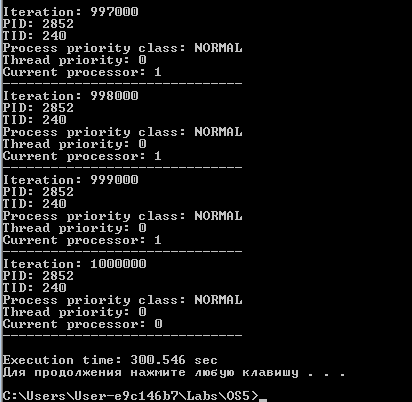 Iteration: 997000
PID: 2852
TID: 240
Process priority class: NORMAL
Thread priority: 0
Current processor: 1
------------------------------
Iteration: 998000
PID: 2852
TID: 240
Process priority class: NORMAL
Thread priority: 0
Current processor: 1
------------------------------
Iteration: 999000
PID: 2852
TID: 240
Process priority class: NORMAL
Thread priority: 0
Current processor: 1
------------------------------
Iteration: 1000000
PID: 2852
TID: 240
Process priority class: NORMAL
Thread priority: 0
Current processor: 0
------------------------------
Execution time: 300.546 sec
Для продолжения нажмите любую клавишу . . .
C:\Users\User-e9c146b7\Labs\OS5>_